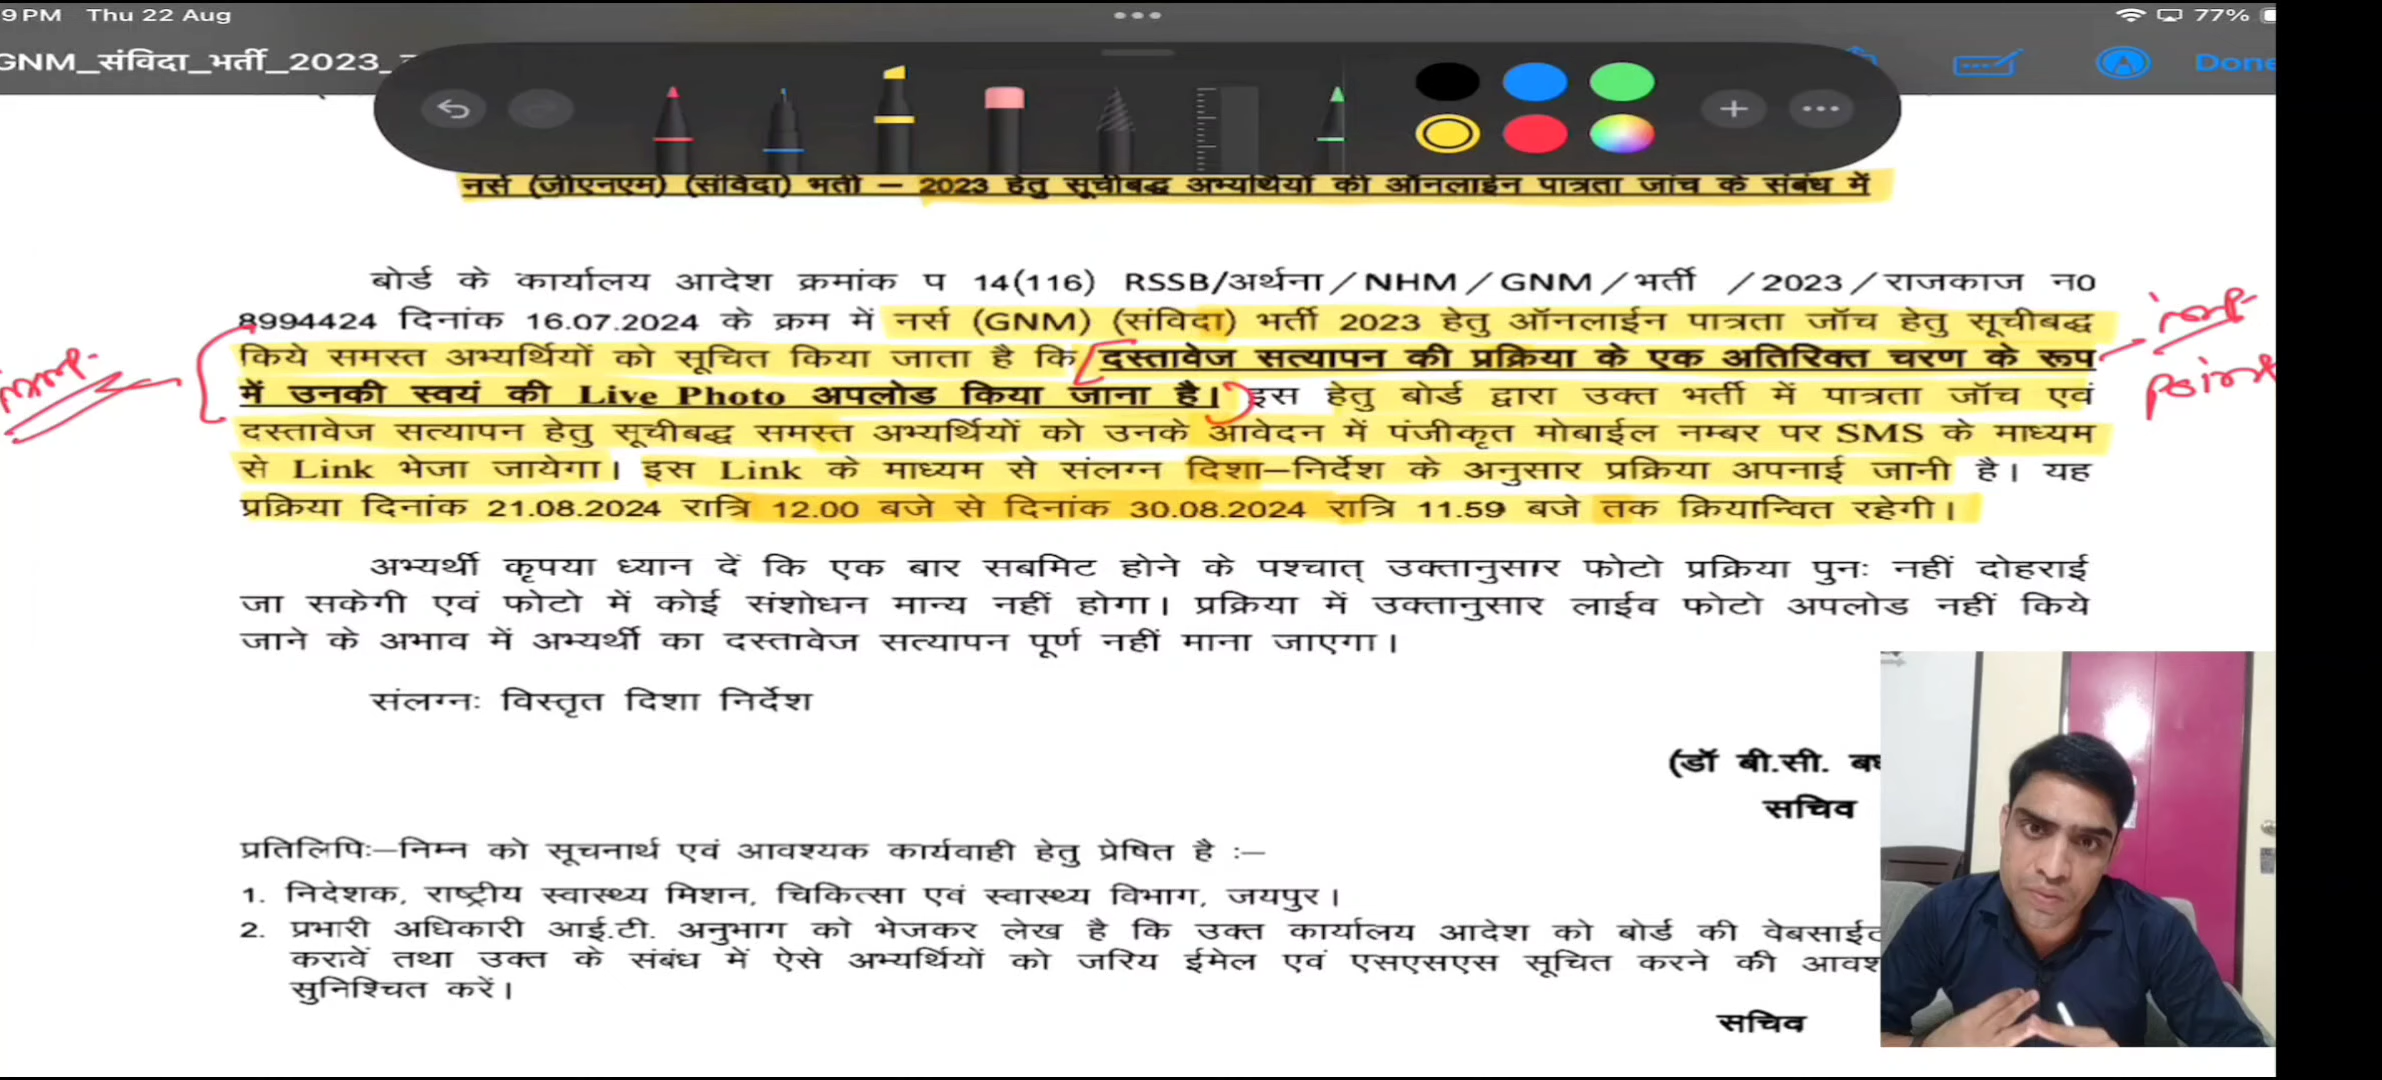 9 PM Thu 22 Aug
77%
GNM_संविदा_भर्ती_2023_
Done
नर्स (जीएनएम) (संविदा) भर्ती – 2023 हेतु सूचीबद्ध अभ्यर्थियों की ऑनलाईन पात्रता जांच के संबंध में
बोर्ड के कार्यालय आदेश क्रमांक प 14(116) RSSB/अर्थना/NHM/GNM/भर्ती /2023/राजकाज न0
8994424 दिनांक 16.07.2024 के क्रम में नर्स (GNM) (संविदा) भर्ती 2023 हेतु ऑनलाईन पात्रता जॉच हेतु सूचीबद्ध
किये समस्त अभ्यर्थियों को सूचित किया जाता है कि दस्तावेज सत्यापन की प्रक्रिया के एक अतिरिक्त चरण के रूप
में उनकी स्वयं की Live Photo अपलोड किया जाना है। इस हेतु बोर्ड द्वारा उक्त भर्ती में पात्रता जॉच एवं
दस्तावेज सत्यापन हेतु सूचीबद्ध समस्त अभ्यर्थियों को उनके आवेदन में पंजीकृत मोबाईल नम्बर पर SMS के माध्यम
से Link भेजा जायेगा। इस Link के माध्यम से संलग्न दिशा–निर्देश के अनुसार प्रक्रिया अपनाई जानी है। यह
प्रक्रिया दिनांक 21.08.2024 रात्रि 12.00 बजे से दिनांक 30.08.2024 रात्रि 11.59 बजे तक क्रियान्वित रहेगी।
imp.
imp.
point
अभ्यर्थी कृपया ध्यान दें कि एक बार सबमिट होने के पश्चात् उक्तानुसार फोटो प्रक्रिया पुनः नहीं दोहराई
जा सकेगी एवं फोटो में कोई संशोधन मान्य नहीं होगा। प्रक्रिया में उक्तानुसार लाईव फोटो अपलोड नहीं किये
जाने के अभाव में अभ्यर्थी का दस्तावेज सत्यापन पूर्ण नहीं माना जाएगा।
संलग्नः विस्तृत दिशा निर्देश
(डॉ बी.सी.
सचिव
प्रतिलिपिः–निम्न को सूचनार्थ एवं आवश्यक कार्यवाही हेतु प्रेषित है :–
1. निदेशक, राष्ट्रीय स्वास्थ्य मिशन, चिकित्सा एवं स्वास्थ्य विभाग, जयपुर।
2. प्रभारी अधिकारी आई.टी. अनुभाग को भेजकर लेख है कि उक्त कार्यालय आदेश को बोर्ड की
करावें तथा उक्त के संबंध में ऐसे अभ्यर्थियों को जरिय ईमेल एवं एसएसएस सूचित करने की
सुनिश्चित करें।
सचिव